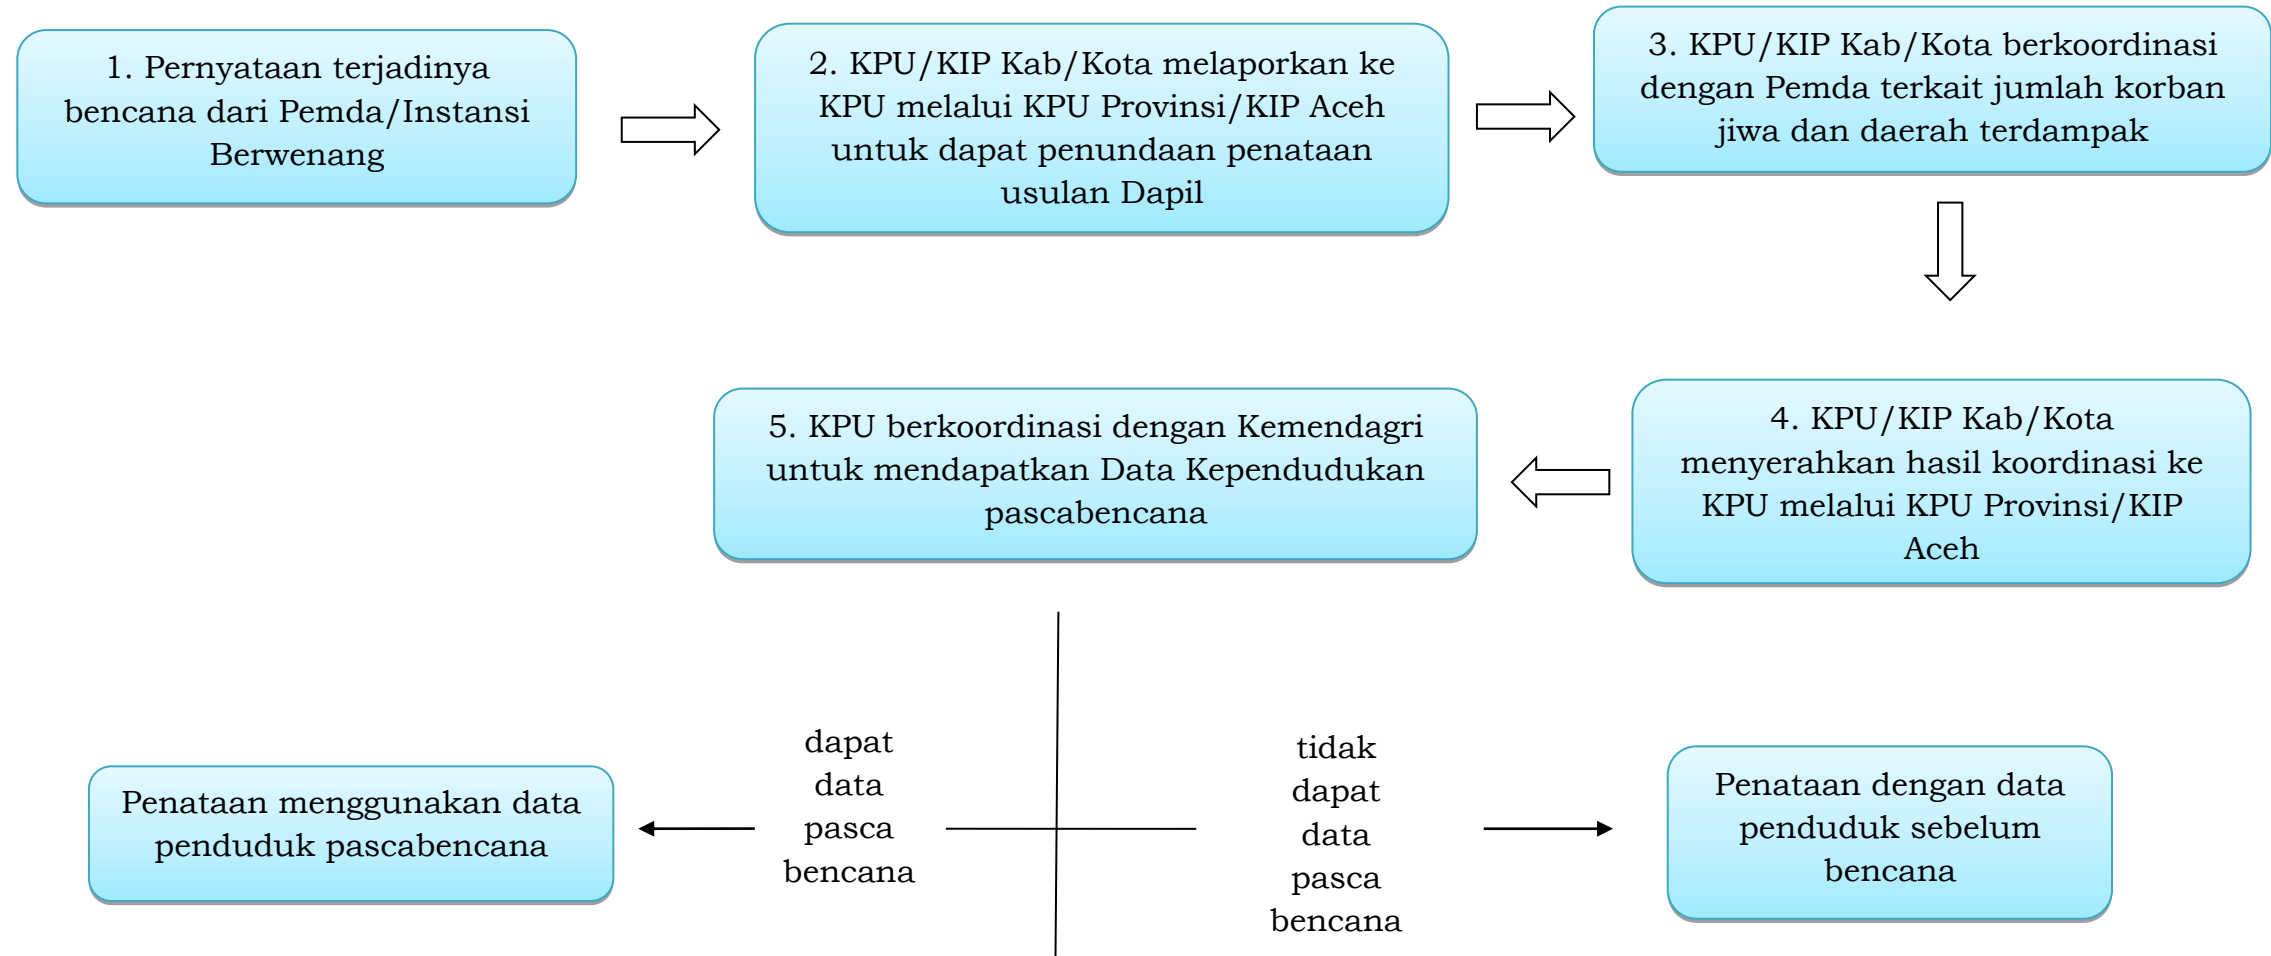 1. Pernyataan terjadinya
bencana dari Pemda/Instansi
Berwenang
2. KPU/KIP Kab/Kota melaporkan ke
KPU melalui KPU Provinsi/KIP Aceh
untuk dapat penundaan penataan
usulan Dapil
3. KPU/KIP Kab/Kota berkoordinasi
dengan Pemda terkait jumlah korban
jiwa dan daerah terdampak
4. KPU/KIP Kab/Kota
menyerahkan hasil koordinasi ke
KPU melalui KPU Provinsi/KIP
Aceh
5. KPU berkoordinasi dengan Kemendagri
untuk mendapatkan Data Kependudukan
pascabencana
dapat
data
pasca
bencana
Penataan menggunakan data
penduduk pascabencana
tidak
dapat
data
pasca
bencana
Penataan dengan data
penduduk sebelum
bencana